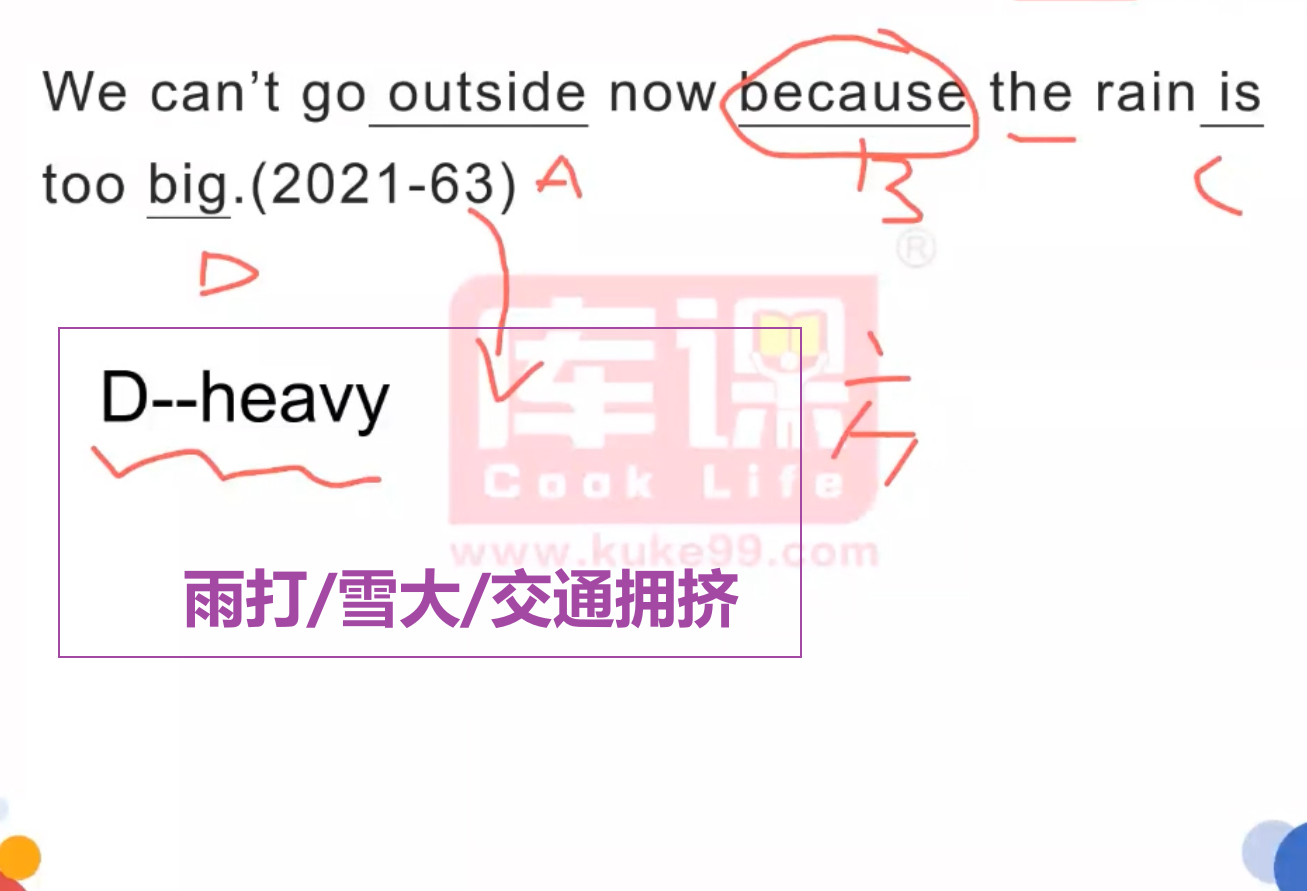 We can't go outside now because the rain is
too big.(2021-63) A
B
C
D
D--heavy
®
库课
Cook Life
www.kuke99.com
雨打/雪大/交通拥挤